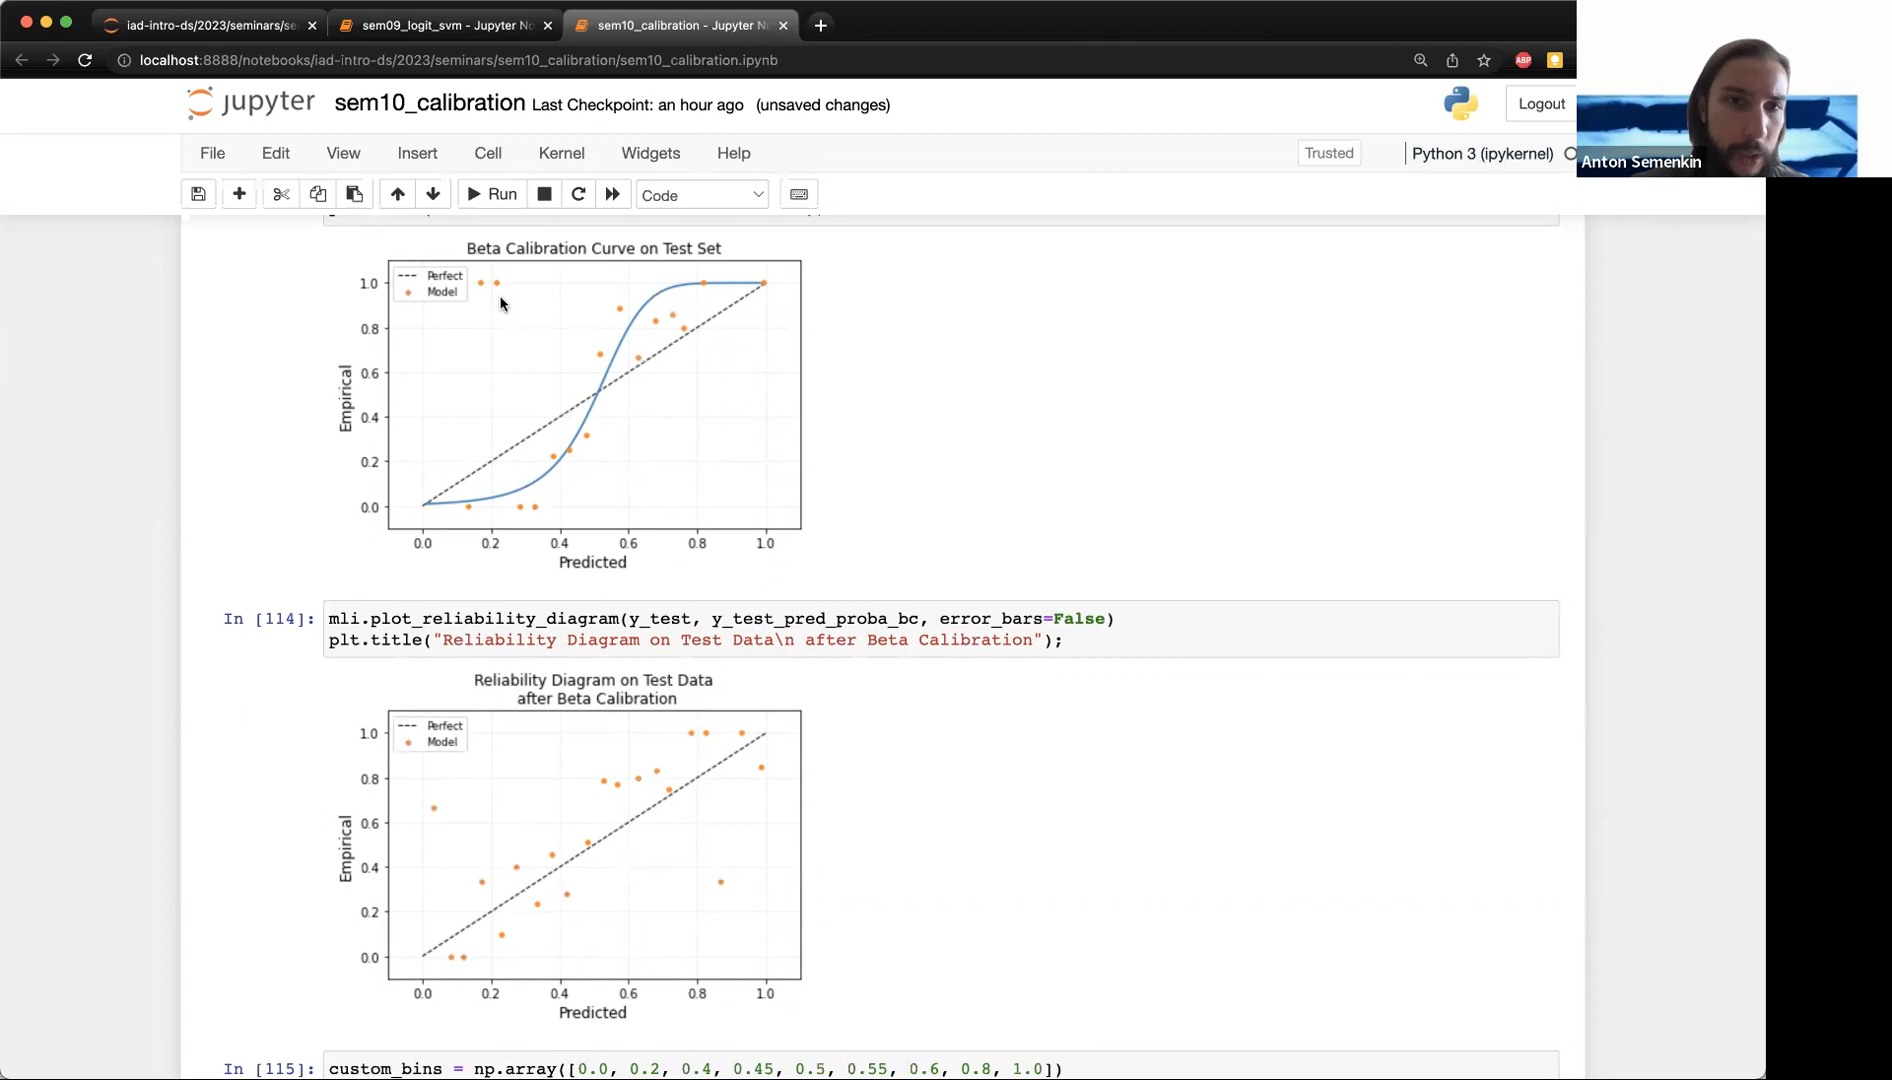 iad-intro-ds/2023/seminars/se
sem09_logit_svm - Jupyter No
sem10_calibration - Jupyter N
localhost:8888/notebooks/iad-intro-ds/2023/seminars/sem10_calibration/sem10_calibration.ipynb
ABP
jupyter sem10_calibration Last Checkpoint: an hour ago (unsaved changes)
Logout
Anton Semenkin
File Edit View Insert Cell Kernel Widgets Help
Trusted
Python 3 (ipykernel)
Run
Code
Beta Calibration Curve on Test Set
Perfect
Model
1.0
0.8
0.6
0.4
0.2
0.0
Empirical
0.0 0.2 0.4 0.6 0.8 1.0
Predicted
In [114]: mli.plot_reliability_diagram(y_test, y_test_pred_proba_bc, error_bars=False)
plt.title("Reliability Diagram on Test Data\n after Beta Calibration");
Reliability Diagram on Test Data
after Beta Calibration
Perfect
Model
1.0
0.8
0.6
0.4
0.2
0.0
Empirical
0.0 0.2 0.4 0.6 0.8 1.0
Predicted
In [115]: custom_bins = np.array([0.0, 0.2, 0.4, 0.45, 0.5, 0.55, 0.6, 0.8, 1.0])